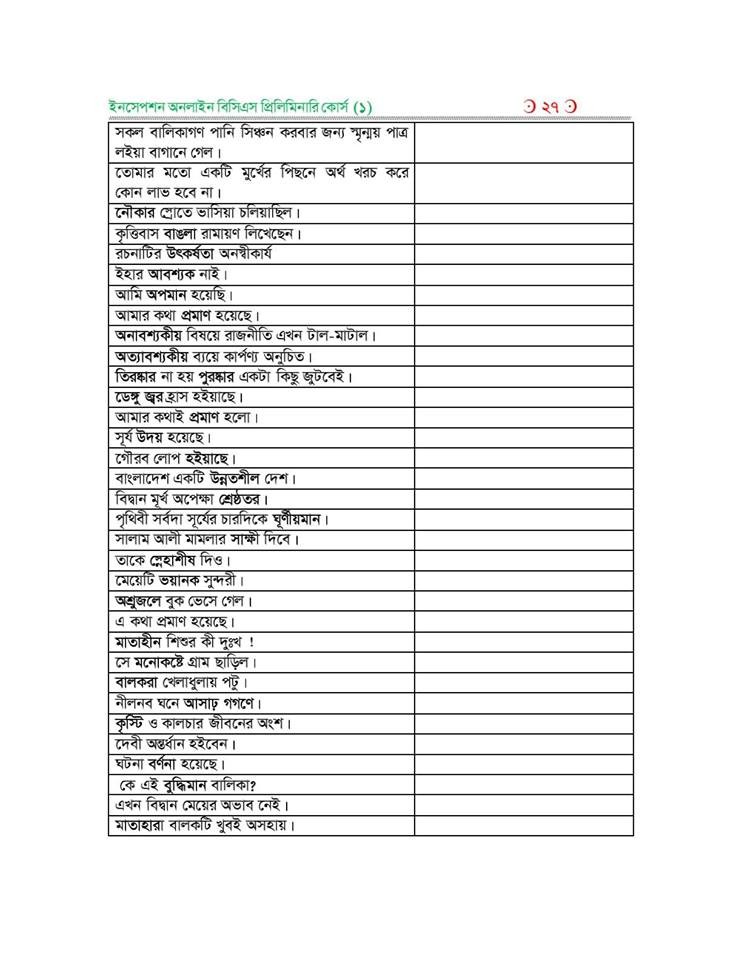 ইনসেপশন অনলাইন বিসিএস প্রিলিমিনারি কোর্স (১)
২৭
সকল বালিকাগণ পানি সিঞ্চন করবার জন্য স্মৃন্ময় পাত্র
লইয়া বাগানে গেল।
তোমার মতো একটি মুর্খের পিছনে অর্থ খরচ করে
কোন লাভ হবে না।
নৌকার স্রোতে ভাসিয়া চলিয়াছিল।
কৃত্তিবাস বাঙলা রামায়ণ লিখেছেন।
রচনাটির উৎকর্ষতা অনস্বীকার্য
ইহার আবশ্যক নাই।
আমি অপমান হয়েছি।
আমার কথা প্রমাণ হয়েছে।
অনাবশ্যকীয় বিষয়ে রাজনীতি এখন টাল-মাটাল।
অত্যাবশ্যকীয় ব্যয়ে কার্পণ্য অনুচিত।
তিরষ্কার না হয় পুরষ্কার একটা কিছু জুটবেই।
ডেঙ্গু জ্বর হ্রাস হইয়াছে।
আমার কথাই প্রমাণ হলো।
সূর্য উদয় হয়েছে।
গৌরব লোপ হইয়াছে।
বাংলাদেশ একটি উন্নতশীল দেশ।
বিদ্বান মূর্খ অপেক্ষা শ্রেষ্ঠতর।
পৃথিবী সর্বদা সূর্যের চারদিকে ঘূর্ণীয়মান।
সালাম আলী মামলার সাক্ষী দিবে।
তাকে স্নেহাশীষ দিও।
মেয়েটি ভয়ানক সুন্দরী।
অশ্রুজলে বুক ভেসে গেল।
এ কথা প্রমাণ হয়েছে।
মাতাহীন শিশুর কী দুঃখ !
সে মনোকষ্টে গ্রাম ছাড়িল।
বালকরা খেলাধুলায় পটু।
নীলনব ঘনে আসাঢ় গগণে।
কৃস্টি ও কালচার জীবনের অংশ।
দেবী অন্তর্ধান হইবেন।
ঘটনা বর্ণনা হয়েছে।
কে এই বুদ্ধিমান বালিকা?
এখন বিদ্বান মেয়ের অভাব নেই।
মাতাহারা বালকটি খুবই অসহায়।